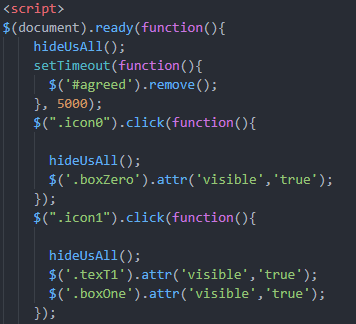 <script>
$(document).ready(function(){
hideUsAll();
setTimeout(function(){
$('#agreed').remove();
}, 5000);
$(".icon0").click(function(){
hideUsAll();
$('.boxZero').attr('visible','true');
});
$(".icon1").click(function(){
hideUsAll();
$('.texT1').attr('visible','true');
$('.boxOne').attr('visible','true');
});